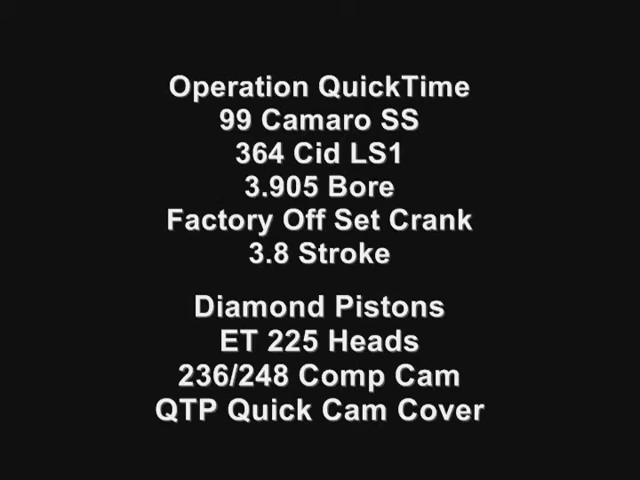 Operation QuickTime
99 Camaro SS
364 Cid LS1
3.905 Bore
Factory Off Set Crank
3.8 Stroke
Diamond Pistons
ET 225 Heads
236/248 Comp Cam
QTP Quick Cam Cover